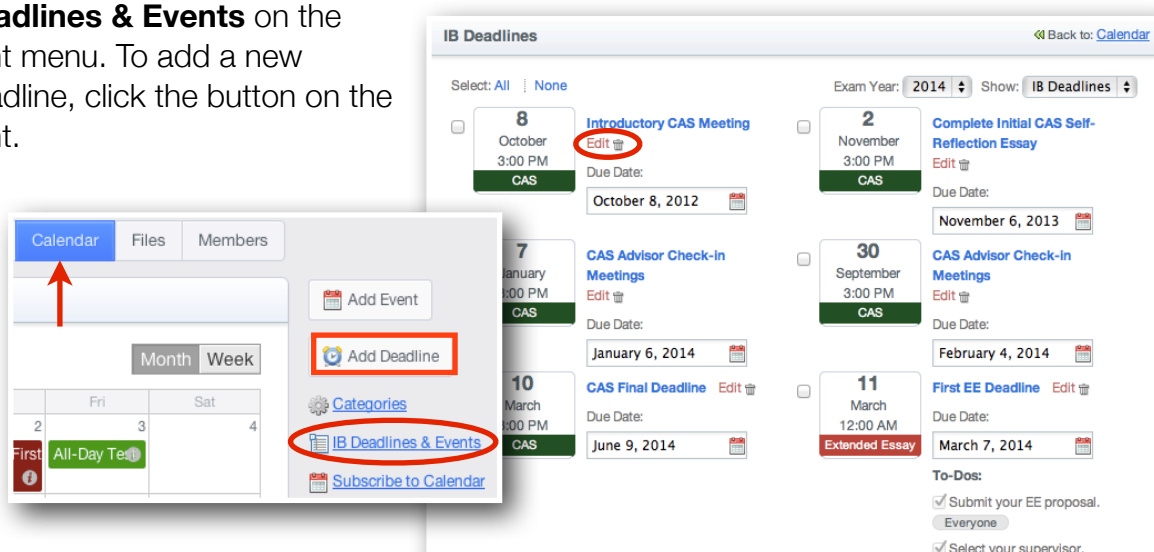 adlines & Events on the
t menu. To add a new
adline, click the button on the
t.
IB Deadlines
Back to: Calendar
Select: All None
Exam Year: 2014 Show: IB Deadlines
8
October
3:00 PM
CAS
Introductory CAS Meeting
Edit
Due Date:
October 8, 2012
2
November
3:00 PM
CAS
Complete Initial CAS Self-
Reflection Essay
Edit
Due Date:
November 6, 2013
7
anuary
:00 PM
CAS
CAS Advisor Check-in
Meetings
Edit
Due Date:
January 6, 2014
30
September
3:00 PM
CAS
CAS Advisor Check-in
Meetings
Edit
Due Date:
February 4, 2014
10
March
:00 PM
CAS
CAS Final Deadline Edit
Due Date:
June 9, 2014
11
March
12:00 AM
Extended Essay
First EE Deadline Edit
Due Date:
March 7, 2014
To-Dos:
Submit your EE proposal.
Everyone
Select your supervisor.
Calendar Files Members
Add Event
Add Deadline
Month Week
Categories
IB Deadlines & Events
Subscribe to Calendar
Fri Sat
2 3 4
First All-Day Test